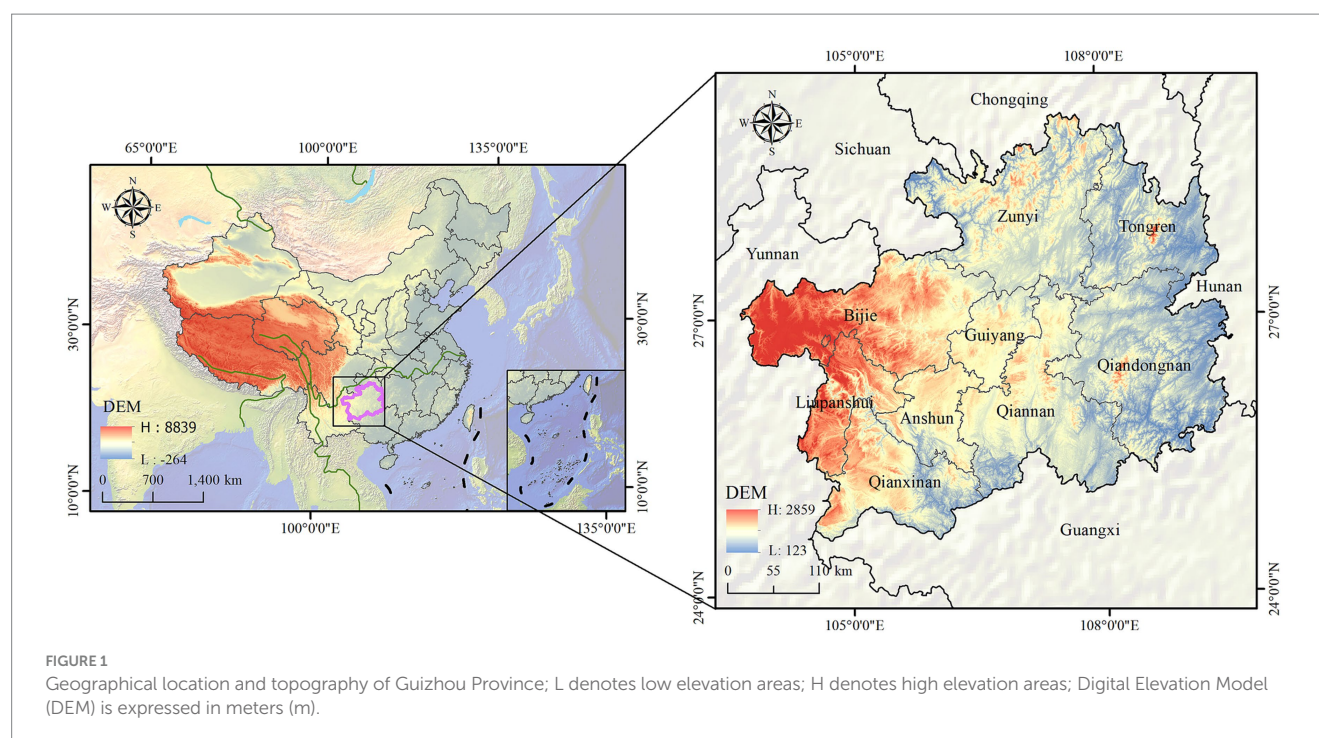 65°0'0"E
100°0'0"E
135°0'0"E
N
W
E
S
30°0'0"N
30°0'0"N
DEM
H : 8839
L : -264
0
700
1,400 km
10°0'0"N
10°0'0"N
100°0'0"E
135°0'0"E
105°0'0"E
108°0'0"E
N
W
E
S
Chongqing
Sichuan
Zunyi
Tongren
Yunnan
Hunan
27°0'0"N
27°0'0"N
Bijie
Guiyang
Qiandongnan
Liupanshui
Anshun
Qiannan
Qianxinan
Guangxi
DEM
H: 2859
L: 123
0
55
110 km
24°0'0"N
24°0'0"N
105°0'0"E
108°0'0"E
FIGURE 1
Geographical location and topography of Guizhou Province; L denotes low elevation areas; H denotes high elevation areas; Digital Elevation Model
(DEM) is expressed in meters (m).